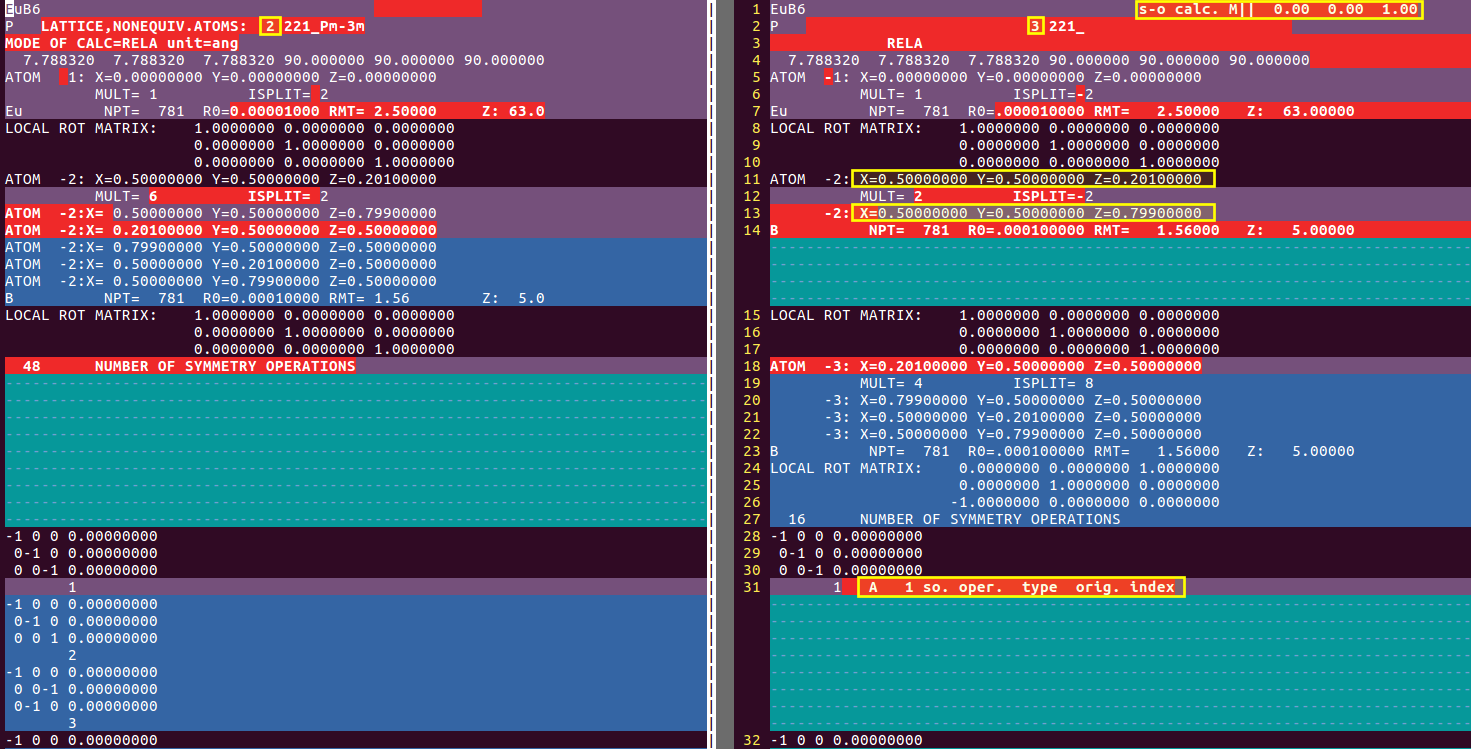 EuB6
P   LATTICE,NONEQUIV.ATOMS:  2 221_Pm-3m
MODE OF CALC=RELA unit=ang
  7.788320  7.788320  7.788320 90.000000 90.000000 90.000000
ATOM   1: X=0.00000000 Y=0.00000000 Z=0.00000000
          MULT= 1          ISPLIT= 2
Eu         NPT=  781  R0=0.00001000 RMT= 2.50000     Z: 63.0
LOCAL ROT MATRIX:    1.0000000 0.0000000 0.0000000
                     0.0000000 1.0000000 0.0000000
                     0.0000000 0.0000000 1.0000000
ATOM  -2: X=0.50000000 Y=0.50000000 Z=0.20100000
          MULT= 6          ISPLIT= 2
ATOM  -2:X= 0.50000000 Y=0.50000000 Z=0.79900000
ATOM  -2:X= 0.20100000 Y=0.50000000 Z=0.50000000
ATOM  -2:X= 0.79900000 Y=0.50000000 Z=0.50000000
ATOM  -2:X= 0.50000000 Y=0.20100000 Z=0.50000000
ATOM  -2:X= 0.50000000 Y=0.79900000 Z=0.50000000
B          NPT=  781  R0=0.00010000 RMT= 1.56        Z:  5.0
LOCAL ROT MATRIX:    1.0000000 0.0000000 0.0000000
                     0.0000000 1.0000000 0.0000000
                     0.0000000 0.0000000 1.0000000
  48      NUMBER OF SYMMETRY OPERATIONS
-1 0 0 0.00000000
 0-1 0 0.00000000
 0 0-1 0.00000000
       1
-1 0 0 0.00000000
 0-1 0 0.00000000
 0 0 1 0.00000000
       2
-1 0 0 0.00000000
 0 0-1 0.00000000
 0-1 0 0.00000000
       3
-1 0 0 0.00000000
1 EuB6                                     s-o calc. M||  0.00  0.00  1.00
2 P                            3 221_
3              RELA
4   7.788320  7.788320  7.788320 90.000000 90.000000 90.000000
5 ATOM  -1: X=0.00000000 Y=0.00000000 Z=0.00000000
6           MULT= 1          ISPLIT=-2
7 Eu         NPT=  781  R0=.000010000 RMT=   2.50000   Z:  63.00000
8 LOCAL ROT MATRIX:    1.0000000 0.0000000 0.0000000
9                      0.0000000 1.0000000 0.0000000
10                      0.0000000 0.0000000 1.0000000
11 ATOM  -2: X=0.50000000 Y=0.50000000 Z=0.20100000
12           MULT= 2          ISPLIT=-2
13       -2: X=0.50000000 Y=0.50000000 Z=0.79900000
14 B          NPT=  781  R0=.000100000 RMT=   1.56000   Z:   5.00000
15 LOCAL ROT MATRIX:    1.0000000 0.0000000 0.0000000
16                      0.0000000 1.0000000 0.0000000
17                      0.0000000 0.0000000 1.0000000
18 ATOM  -3: X=0.20100000 Y=0.50000000 Z=0.50000000
19           MULT= 4          ISPLIT= 8
20       -3: X=0.79900000 Y=0.50000000 Z=0.50000000
21       -3: X=0.50000000 Y=0.20100000 Z=0.50000000
22       -3: X=0.50000000 Y=0.79900000 Z=0.50000000
23 B          NPT=  781  R0=.000100000 RMT=   1.56000   Z:   5.00000
24 LOCAL ROT MATRIX:    0.0000000 0.0000000 1.0000000
25                      0.0000000 1.0000000 0.0000000
26                     -1.0000000 0.0000000 0.0000000
27   16      NUMBER OF SYMMETRY OPERATIONS
28 -1 0 0 0.00000000
29  0-1 0 0.00000000
30  0 0-1 0.00000000
31        1   A   1 so. oper.  type  orig. index
32 -1 0 0 0.00000000